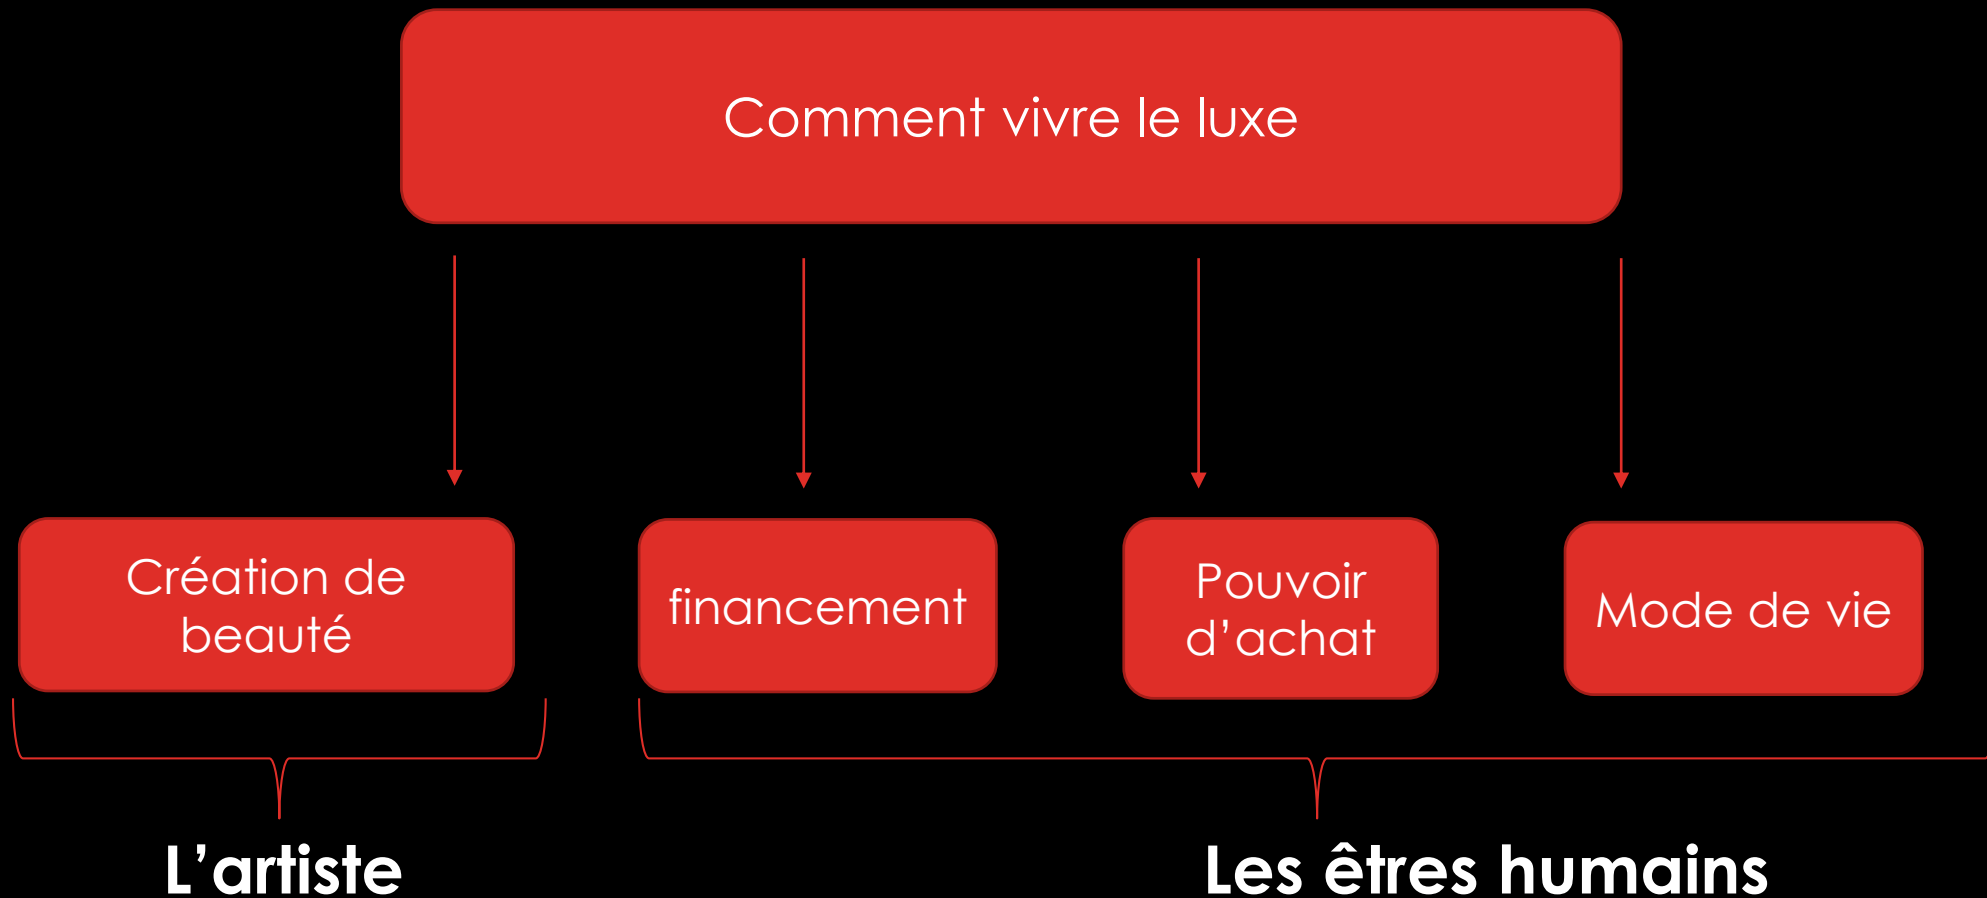 Comment vivre le luxe
Création de
beauté
financement
Pouvoir
d’achat
Mode de vie
L’artiste
Les êtres humains